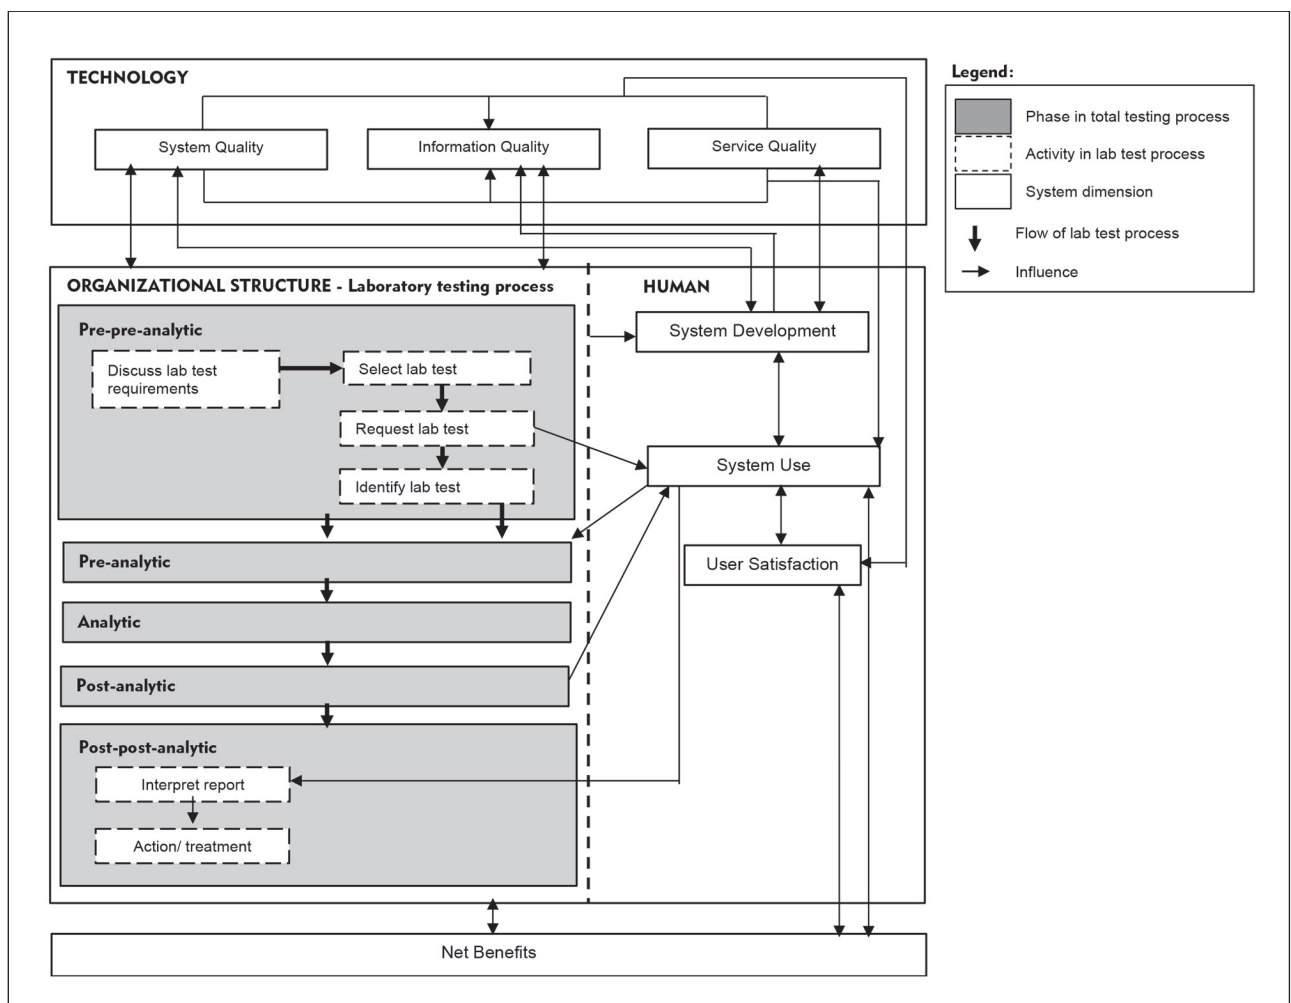 TECHNOLOGY
System Quality
Information Quality
Service Quality
Legend:
Phase in total testing process
Activity in lab test process
System dimension
Flow of lab test process
Influence
ORGANIZATIONAL STRUCTURE - Laboratory testing process
HUMAN
Pre-pre-analytic
Discuss lab test
requirements
Select lab test
Request lab test
Identify lab test
System Development
System Use
User Satisfaction
Pre-analytic
Analytic
Post-analytic
Post-post-analytic
Interpret report
Action/ treatment
Net Benefits